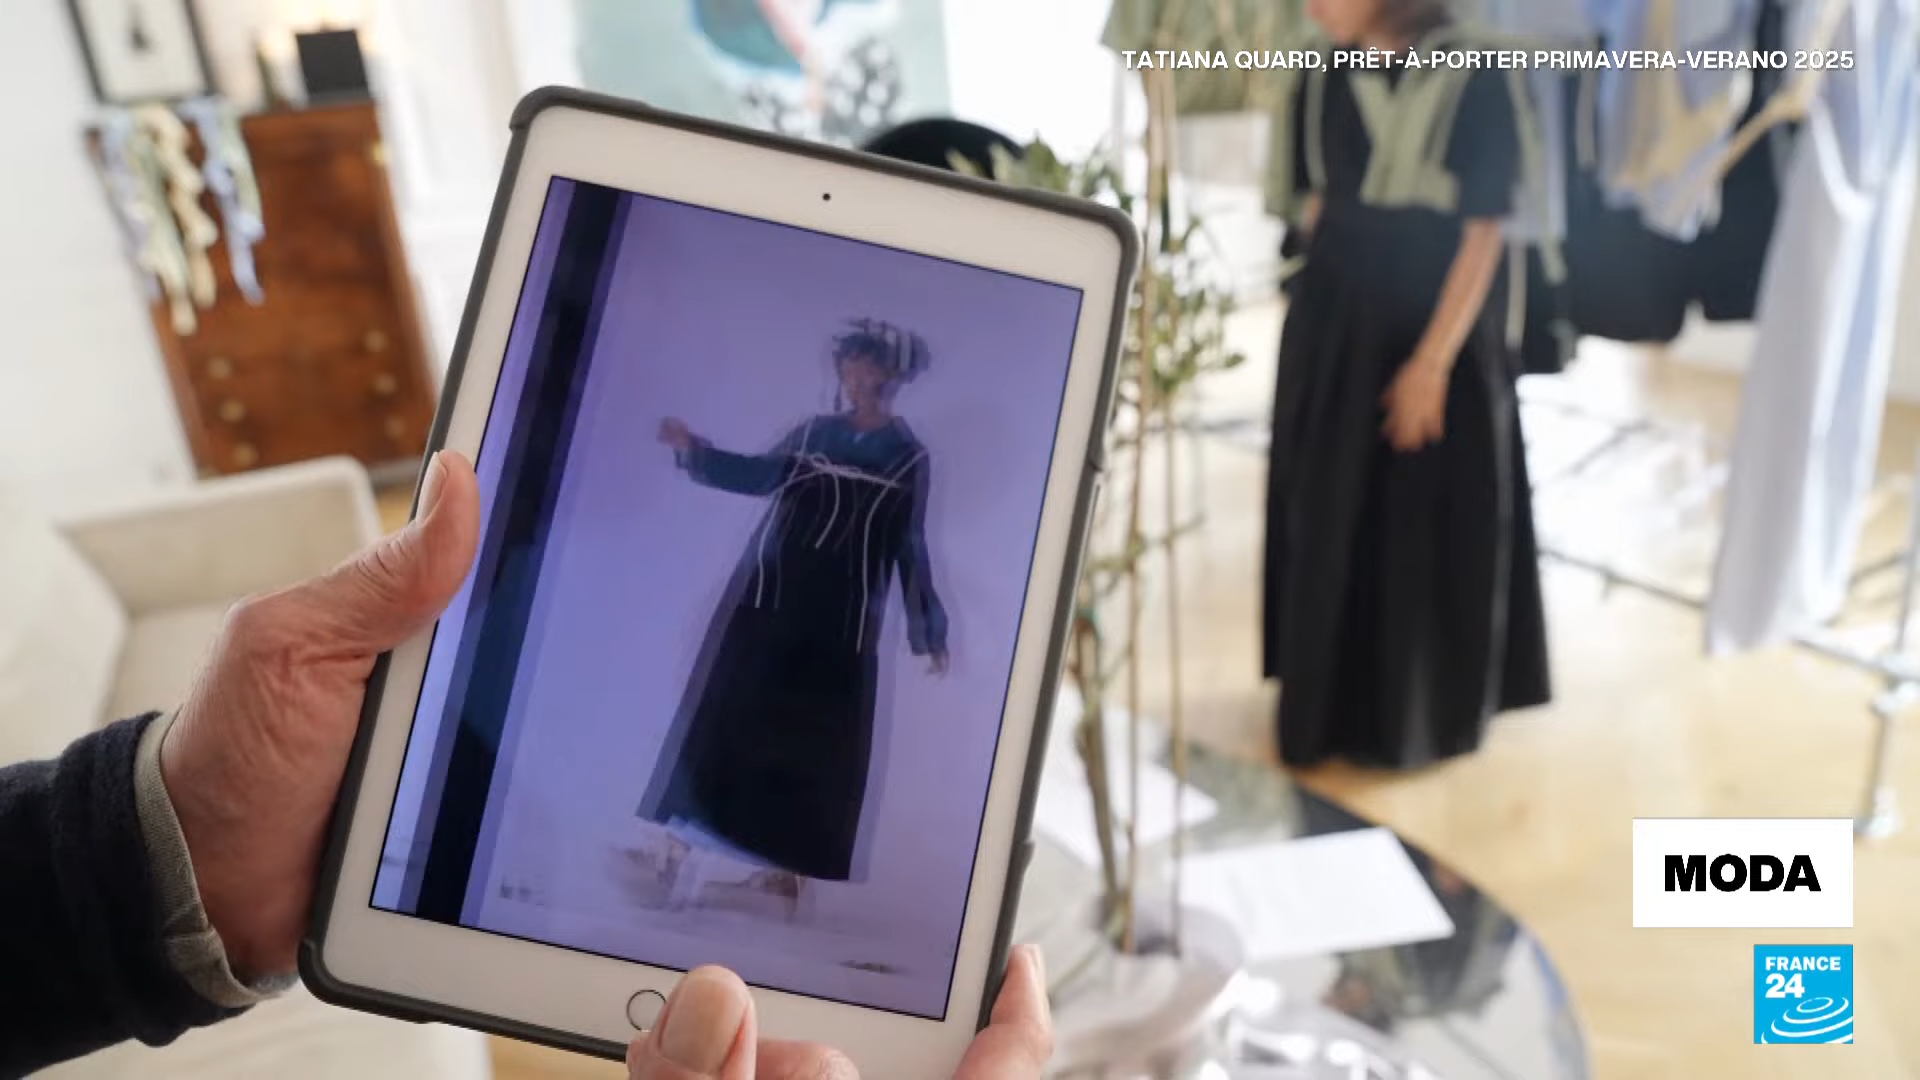 TATIANA QUARD, PRÊT-À-PORTER PRIMAVERA-VERANO 2025
MODA
FRANCE
24